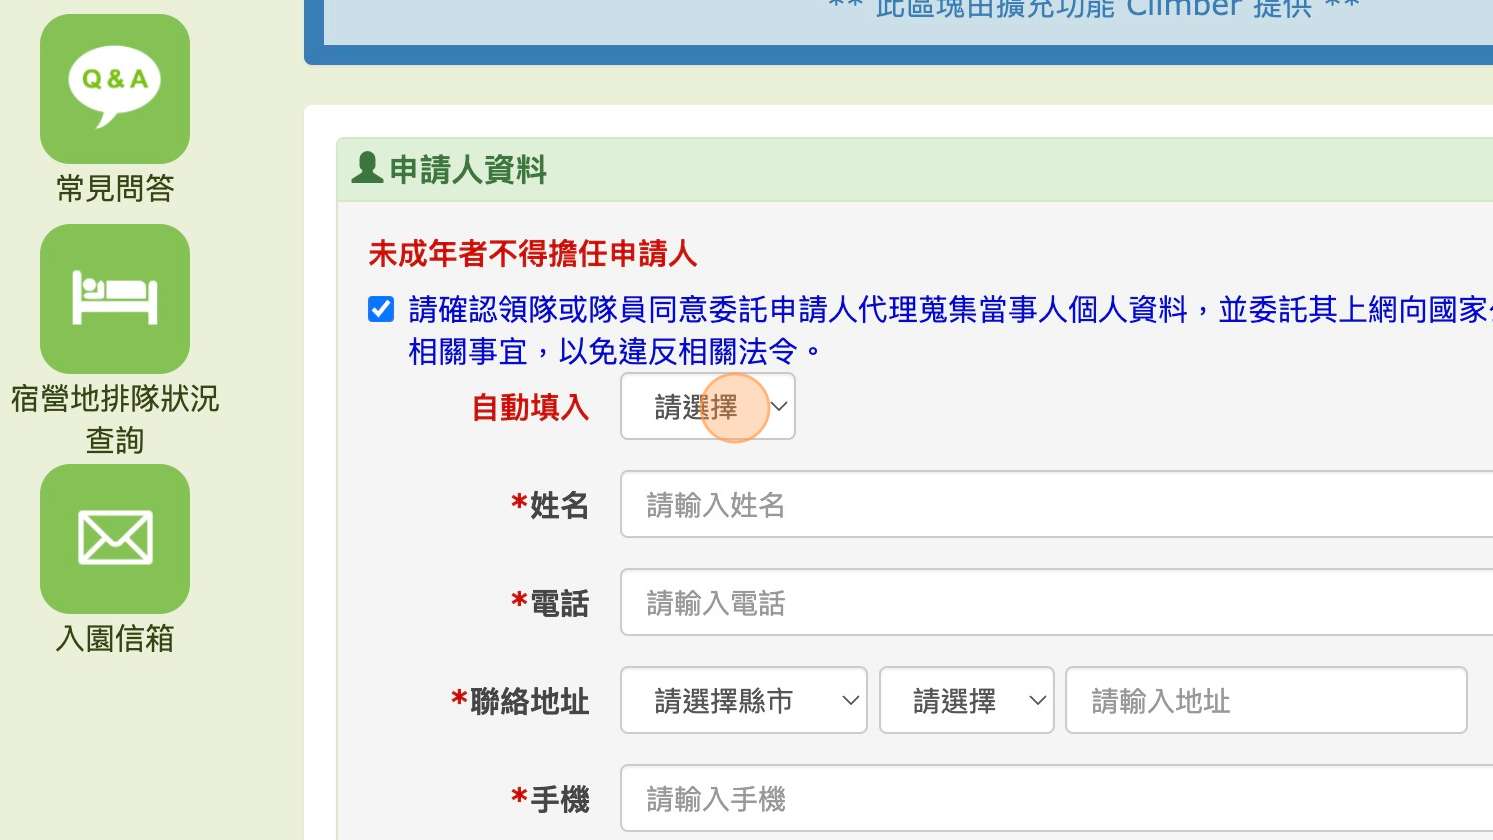 ** 此區塊由擴充功能 Climber 提供 **
Q & A
常見問答
宿營地排隊狀況
查詢
入園信箱
申請人資料
未成年者不得擔任申請人
請確認領隊或隊員同意委託申請人代理蒐集當事人個人資料，並委託其上網向國家
相關事宜，以免違反相關法令。
自動填入 請選擇
*姓名 請輸入姓名
*電話 請輸入電話
*聯絡地址 請選擇縣市 請選擇 請輸入地址
*手機 請輸入手機